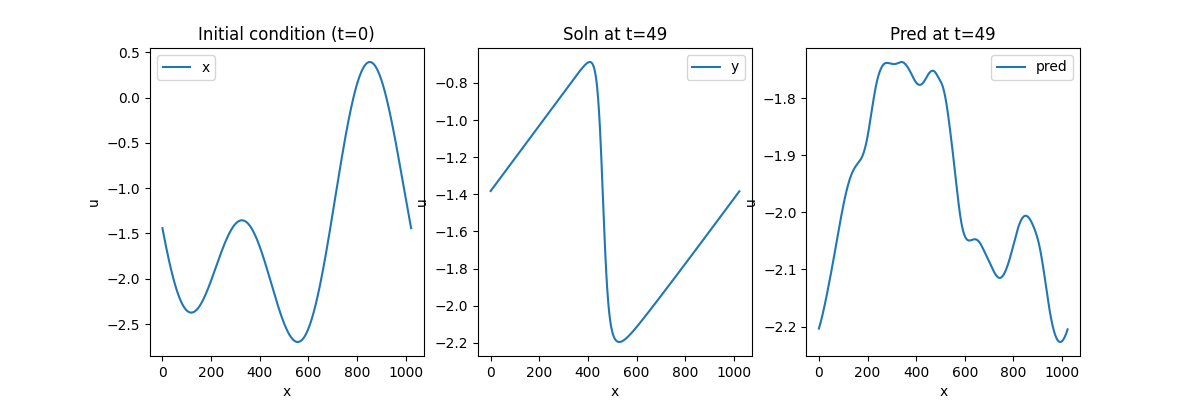 Initial condition (t=0)
x
0.5
0.0
−0.5
−1.0
−1.5
−2.0
−2.5
u
0 200 400 600 800 1000
x
Soln at t=49
y
−0.8
−1.0
−1.2
−1.4
−1.6
−1.8
−2.0
−2.2
u
0 200 400 600 800 1000
x
Pred at t=49
pred
−1.8
−1.9
−2.0
−2.1
−2.2
u
0 200 400 600 800 1000
x